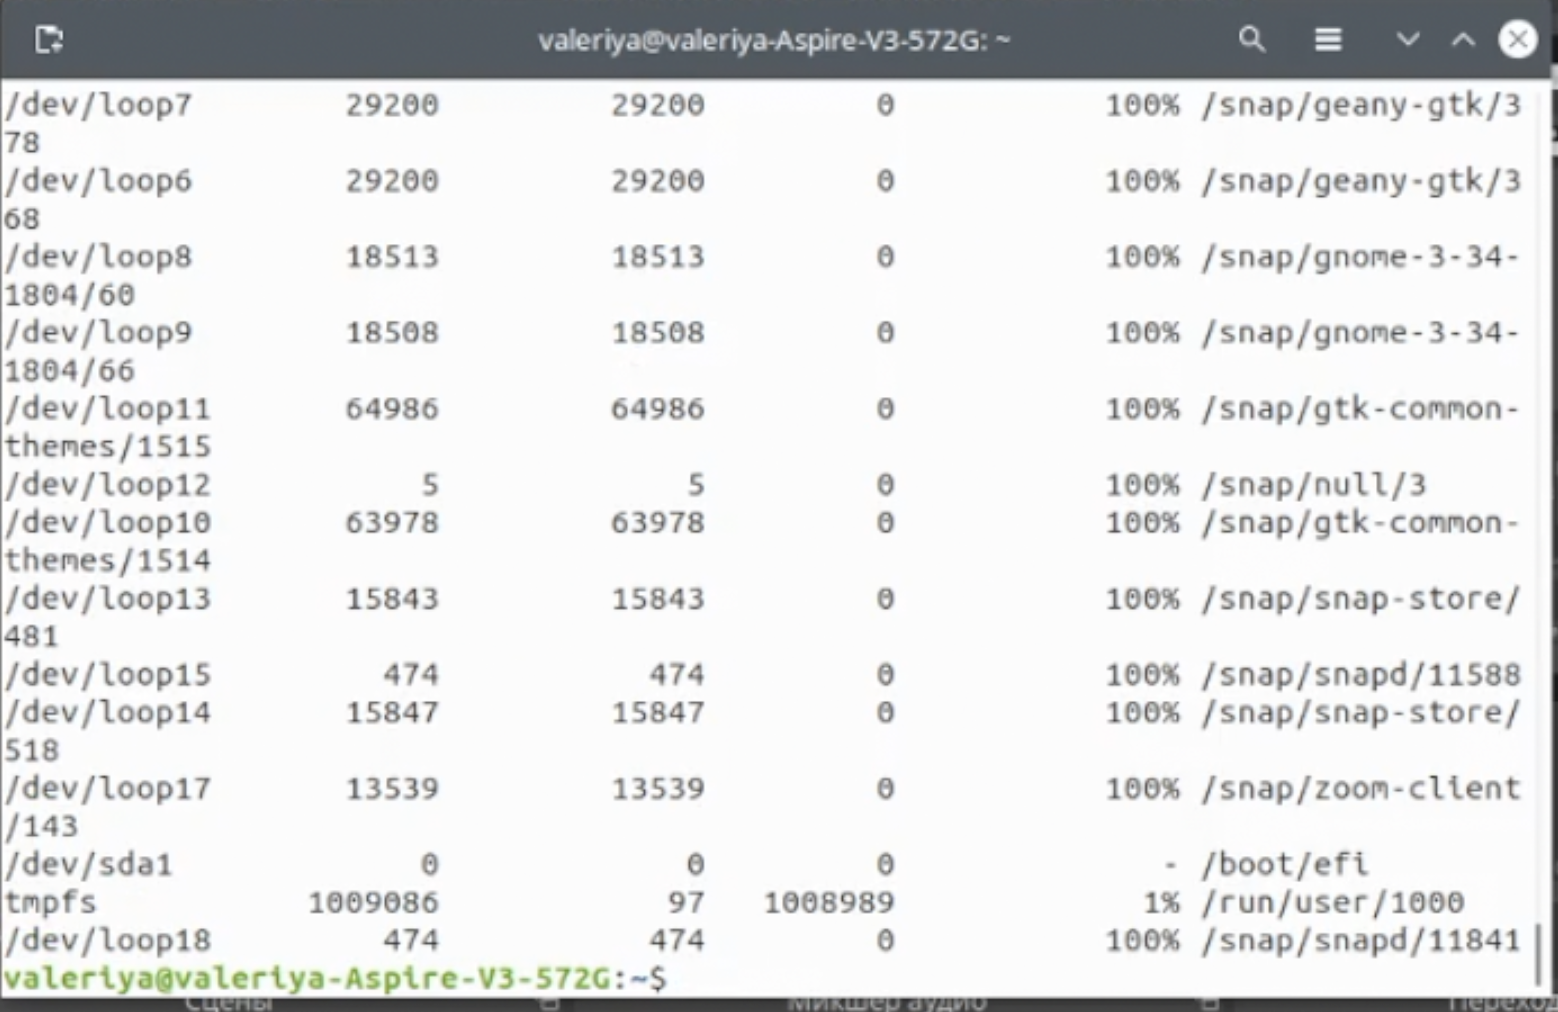 valeriya@valeriya-Aspire-V3-572G: ~
/dev/loop7 29200 29200 0 100% /snap/geany-gtk/3
78
/dev/loop6 29200 29200 0 100% /snap/geany-gtk/3
68
/dev/loop8 18513 18513 0 100% /snap/gnome-3-34-
1804/60
/dev/loop9 18508 18508 0 100% /snap/gnome-3-34-
1804/66
/dev/loop11 64986 64986 0 100% /snap/gtk-common-
themes/1515
/dev/loop12 5 5 0 100% /snap/null/3
/dev/loop10 63978 63978 0 100% /snap/gtk-common-
themes/1514
/dev/loop13 15843 15843 0 100% /snap/snap-store/
481
/dev/loop15 474 474 0 100% /snap/snapd/11588
/dev/loop14 15847 15847 0 100% /snap/snap-store/
518
/dev/loop17 13539 13539 0 100% /snap/zoom-client
/143
/dev/sda1 0 0 0 - /boot/efi
tmpfs 1009086 97 1008989 1% /run/user/1000
/dev/loop18 474 474 0 100% /snap/snapd/11841
valeriya@valeriya-Aspire-V3-572G:~$
Сцены Микшер аудио Переход